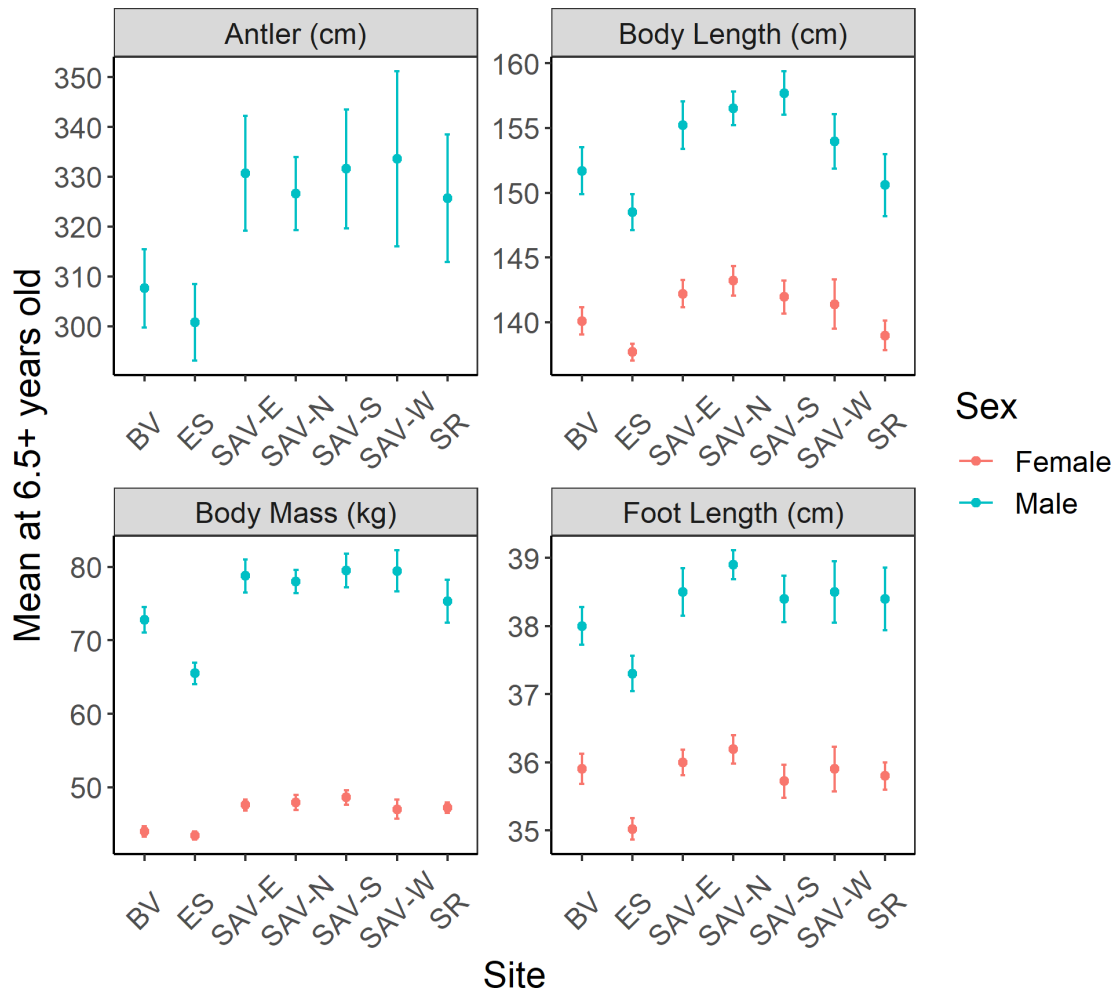 Antler (cm)
Body Length (cm)
350
340
330
320
310
300
160
155
150
145
140
BV
ES
SAV-E
SAV-N
SAV-S
SAV-W
SR
BV
ES
SAV-E
SAV-N
SAV-S
SAV-W
SR
Mean at 6.5+ years old
Sex
Female
Male
Body Mass (kg)
Foot Length (cm)
80
70
60
50
39
38
37
36
35
BV
ES
SAV-E
SAV-N
SAV-S
SAV-W
SR
BV
ES
SAV-E
SAV-N
SAV-S
SAV-W
SR
Site